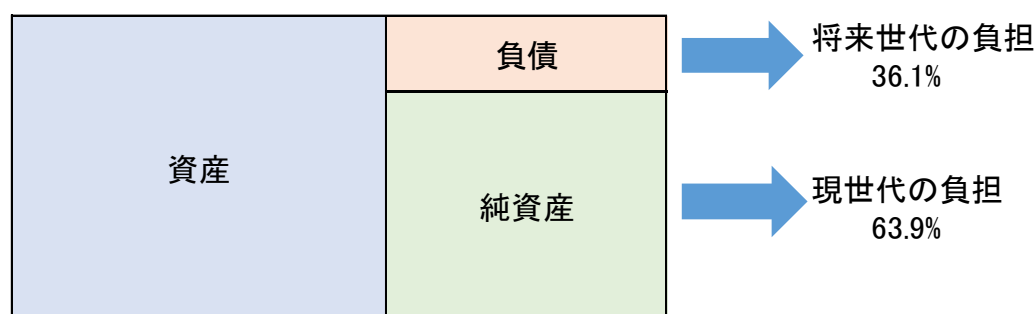 負債
将来世代の負担
36.1%
資産
純資産
現世代の負担
63.9%